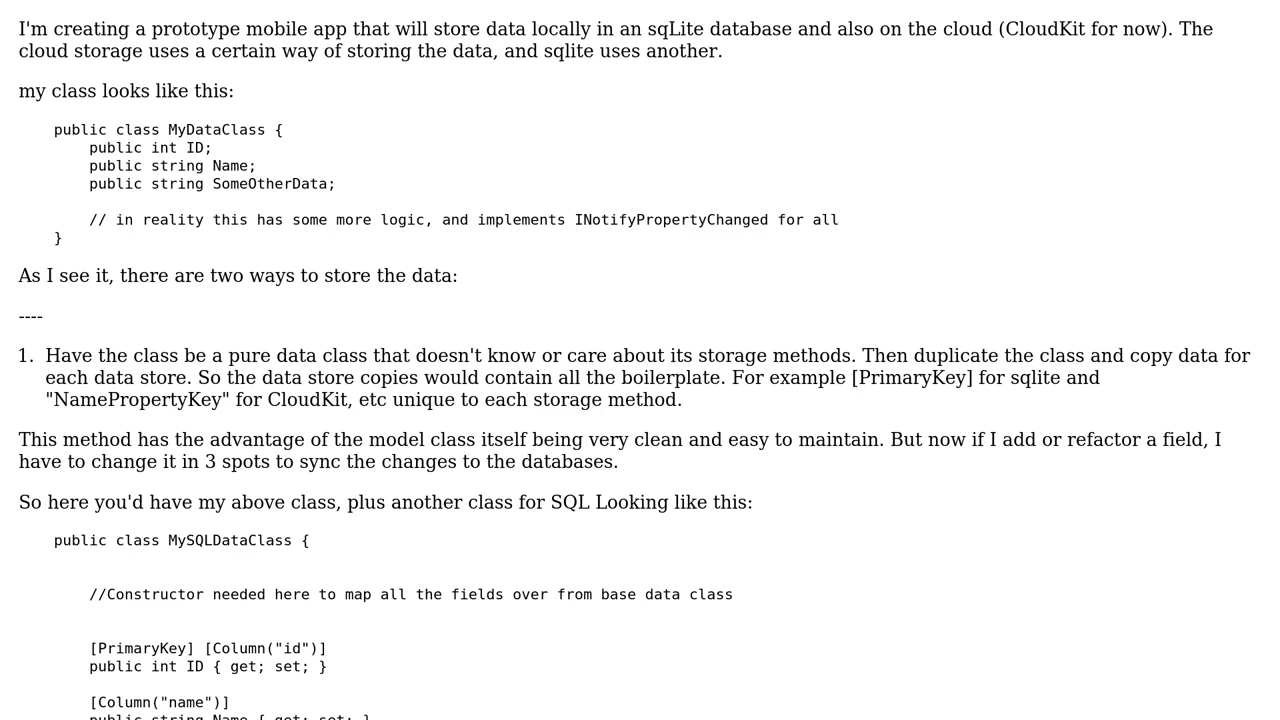 I'm creating a prototype mobile app that will store data locally in an sqLite database and also on the cloud (CloudKit for now). The
cloud storage uses a certain way of storing the data, and sqlite uses another.
my class looks like this:
public class MyDataClass {
public int ID;
public string Name;
public string SomeOtherData;
// in reality this has some more logic, and implements INotifyPropertyChanged for all
}
As I see it, there are two ways to store the data:
----
1. Have the class be a pure data class that doesn't know or care about its storage methods. Then duplicate the class and copy data for
each data store. So the data store copies would contain all the boilerplate. For example [PrimaryKey] for sqlite and
"NamePropertyKey" for CloudKit, etc unique to each storage method.
This method has the advantage of the model class itself being very clean and easy to maintain. But now if I add or refactor a field, I
have to change it in 3 spots to sync the changes to the databases.
So here you'd have my above class, plus another class for SQL Looking like this:
public class MySQLDataClass {
//Constructor needed here to map all the fields over from base data class
[PrimaryKey] [Column("id")]
public int ID { get; set; }
[Column("name")]
public string Name { get; set; }